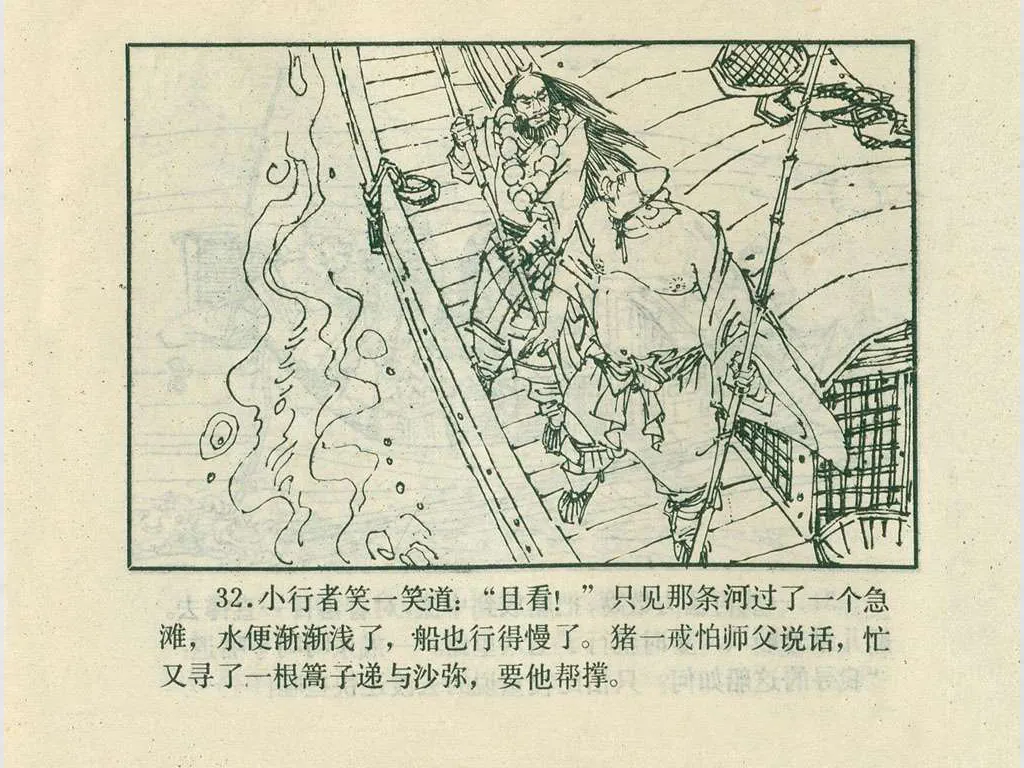 32.小行者笑一笑道：“且看！”只见那条河过了一个急
滩，水便渐渐浅了，船也行得慢了。猪一戒怕师父说话，忙
又寻了一根篙子递与沙弥，要他帮撑。